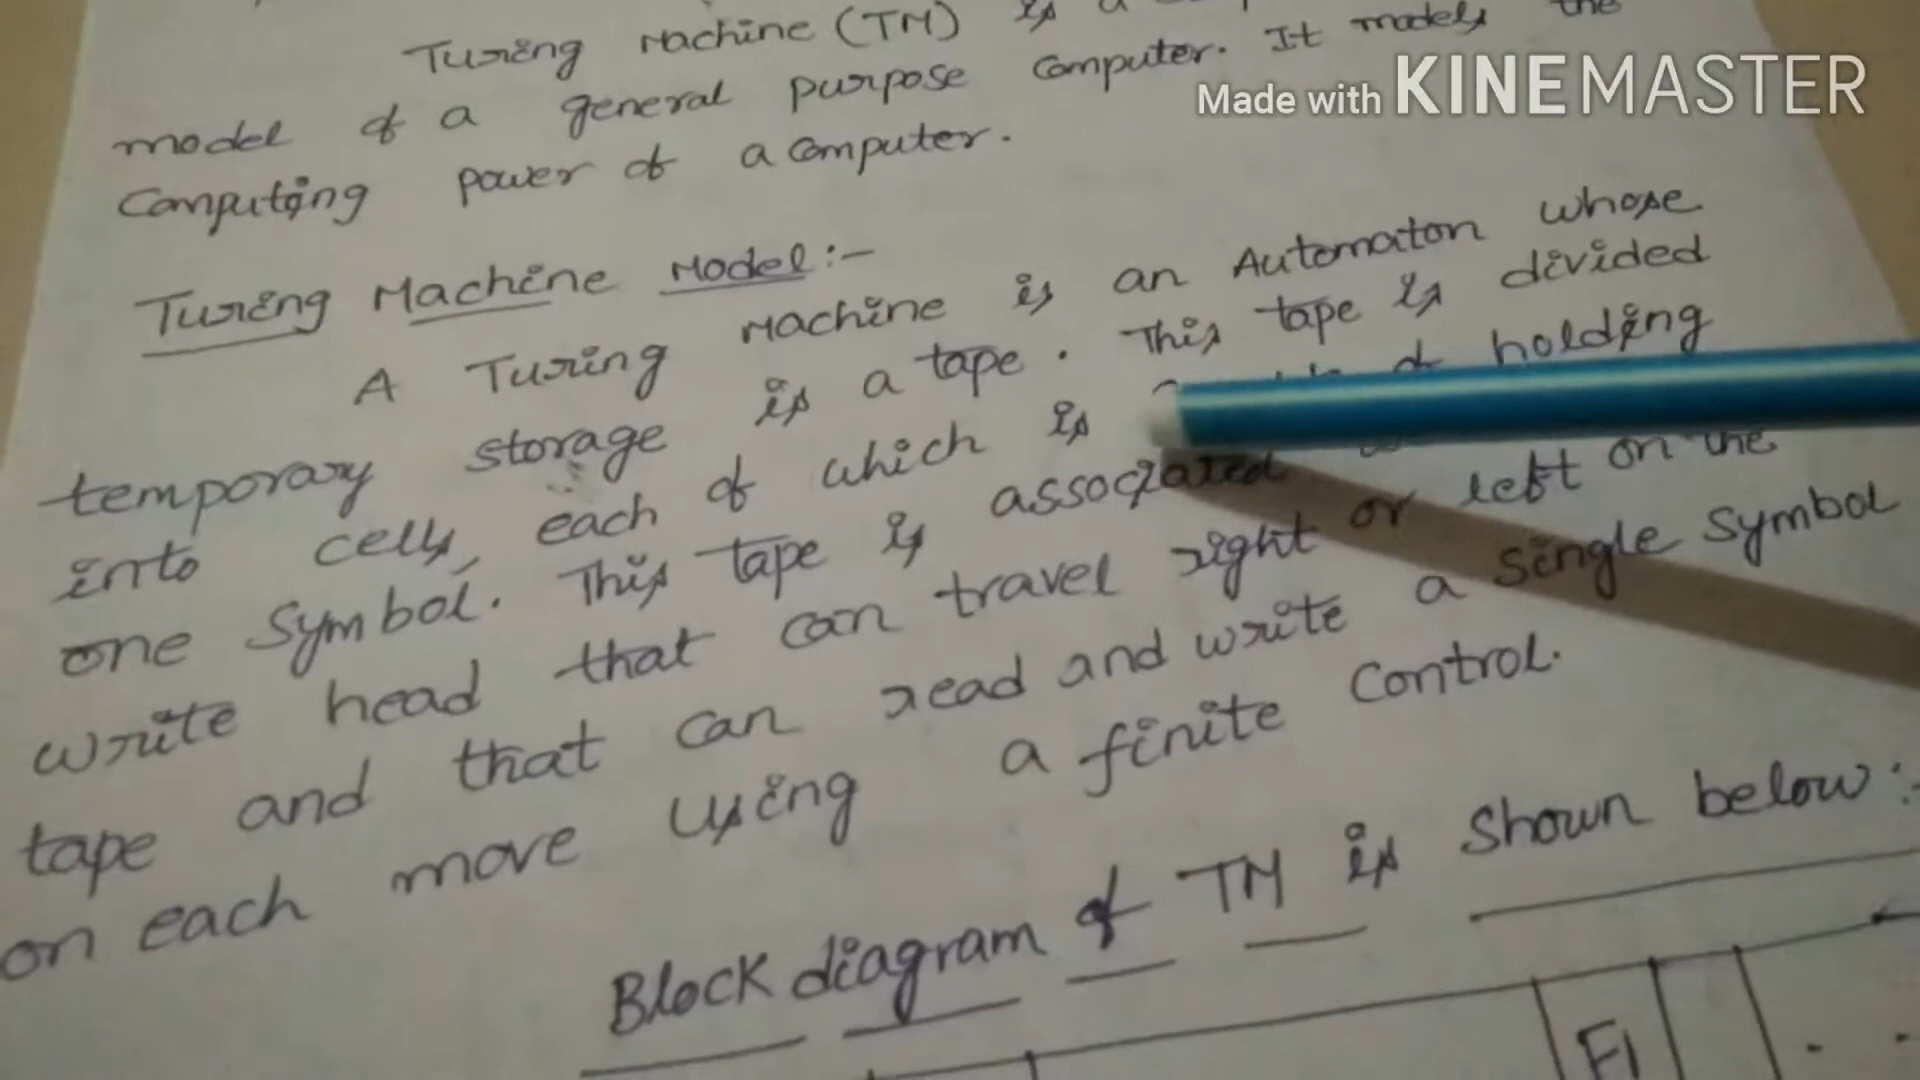 Turing Machine (TM) is a
model of a general purpose computer. It models the
Computing power of a computer.
Made with KINEMASTER
Turing Machine Model:-
A Turing Machine is an Automaton whose
temporary storage is a tape. This tape is divided
into cells, each of which is of holding
one symbol. This tape is associated
write head that can travel right or left on the
tape and that can read and write a single symbol
on each move using a finite control.
Block diagram of TM is shown below:-